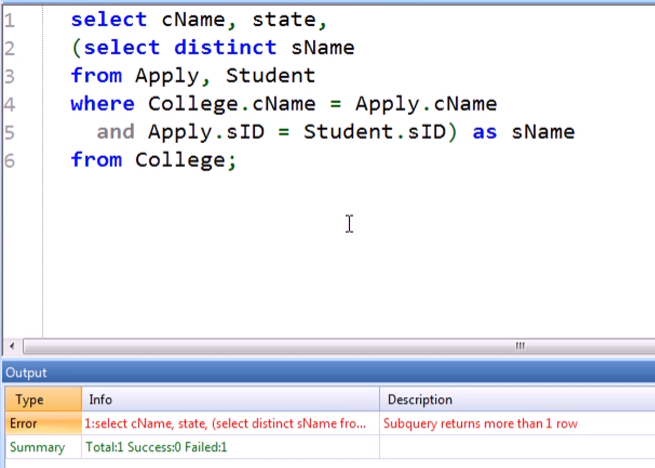 1 select cName, state,
2 (select distinct sName
3 from Apply, Student
4 where College.cName = Apply.cName
5 and Apply.sID = Student.sID) as sName
6 from College;
Output
Type Info Description
Error 1:select cName, state, (select distinct sName fro... Subquery returns more than 1 row
Summary Total:1 Success:0 Failed:1